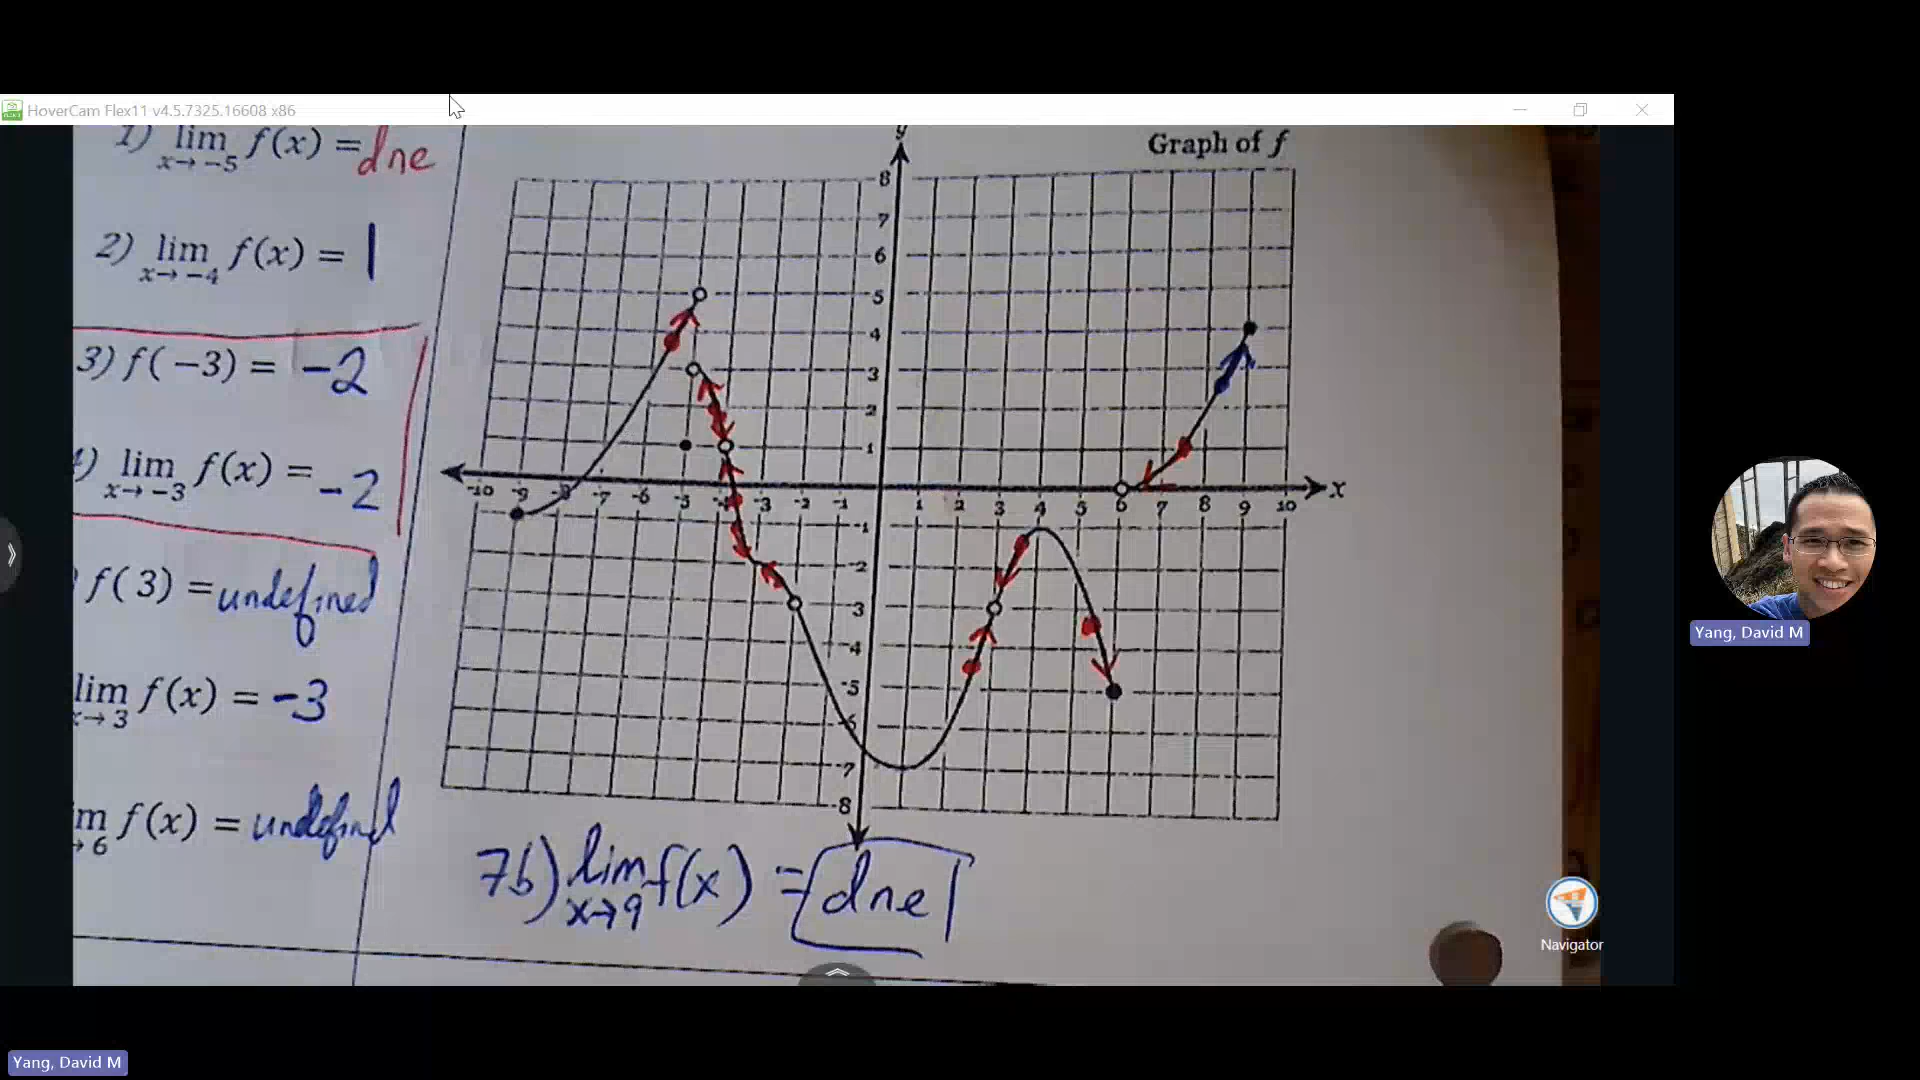 HoverCam Flex11 v4.5.7325.16608 x86
1) lim x→-5 f(x) = dne
2) lim x→-4 f(x) = 1
3) f(-3) = -2
) lim x→-3 f(x) = -2
) f(3) = undefined
lim x→3 f(x) = -3
m →6 f(x) = undefined
Graph of f
y
8
7
6
5
4
3
2
1
-10 -9 -8 -7 -6 -5 -4 -3 -2 -1 1 2 3 4 5 6 7 8 9 10 x
-1
-2
3
-4
-5
-6
-7
-8
7b) lim x→9 f(x) = dne
Navigator
Yang, David M
Yang, David M